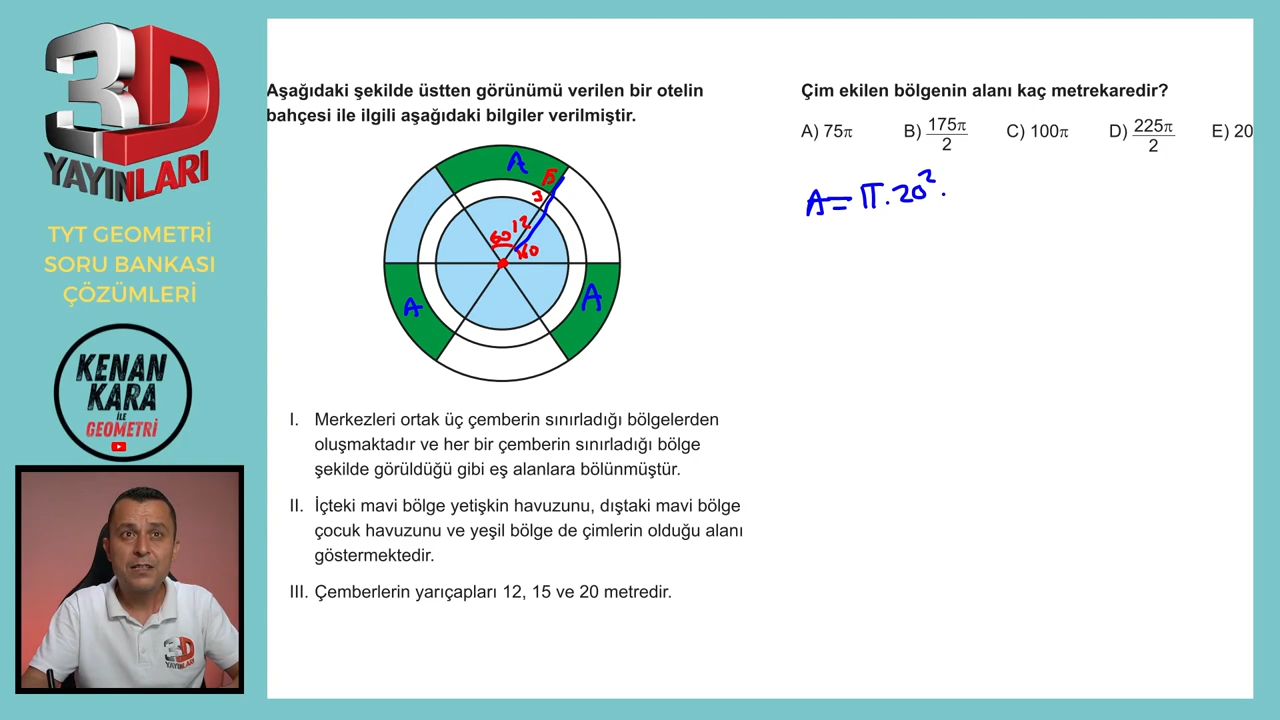 3D
YAYINLARI
TYT GEOMETRİ
SORU BANKASI
ÇÖZÜMLERİ
KENAN
KARA
İLE
GEOMETRİ
3D
YAYINLARI
Aşağıdaki şekilde üstten görünümü verilen bir otelin
bahçesi ile ilgili aşağıdaki bilgiler verilmiştir.
A
3
12
60
60
A
A
I. Merkezleri ortak üç çemberin sınırladığı bölgelerden
oluşmaktadır ve her bir çemberin sınırladığı bölge
şekilde görüldüğü gibi eş alanlara bölünmüştür.
II. İçteki mavi bölge yetişkin havuzunu, dıştaki mavi bölge
çocuk havuzunu ve yeşil bölge de çimlerin olduğu alanı
göstermektedir.
III. Çemberlerin yarıçapları 12, 15 ve 20 metredir.
Çim ekilen bölgenin alanı kaç metrekaredir?
A) 75π B) 175π/2 C) 100π D) 225π/2 E) 20
A = π.20².